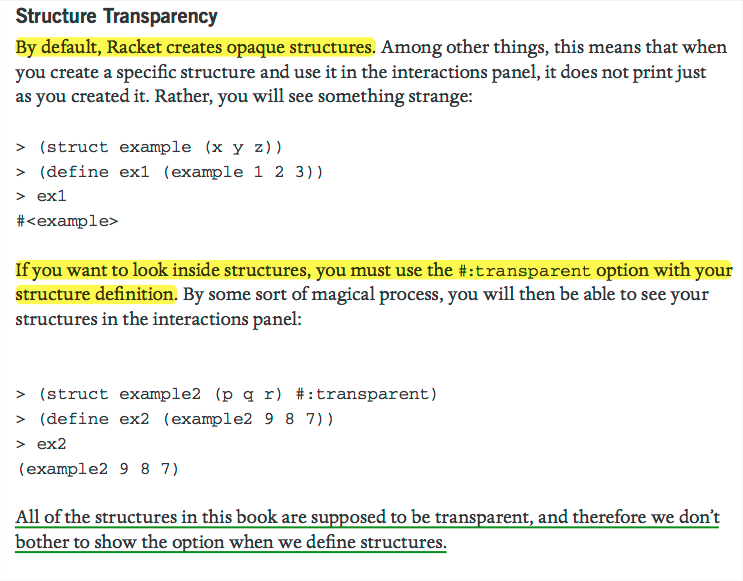 Structure Transparency
By default, Racket creates opaque structures. Among other things, this means that when
you create a specific structure and use it in the interactions panel, it does not print just
as you created it. Rather, you will see something strange:
> (struct example (x y z))
> (define ex1 (example 1 2 3))
> ex1
#<example>
If you want to look inside structures, you must use the #:transparent option with your
structure definition. By some sort of magical process, you will then be able to see your
structures in the interactions panel:
> (struct example2 (p q r) #:transparent)
> (define ex2 (example2 9 8 7))
> ex2
(example2 9 8 7)
All of the structures in this book are supposed to be transparent, and therefore we don't
bother to show the option when we define structures.